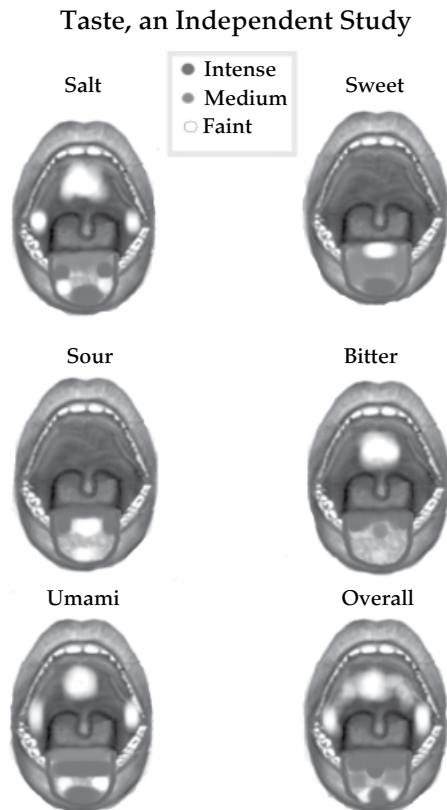 Taste, an Independent Study
Intense
Medium
Faint
Salt
Sweet
Sour
Bitter
Umami
Overall